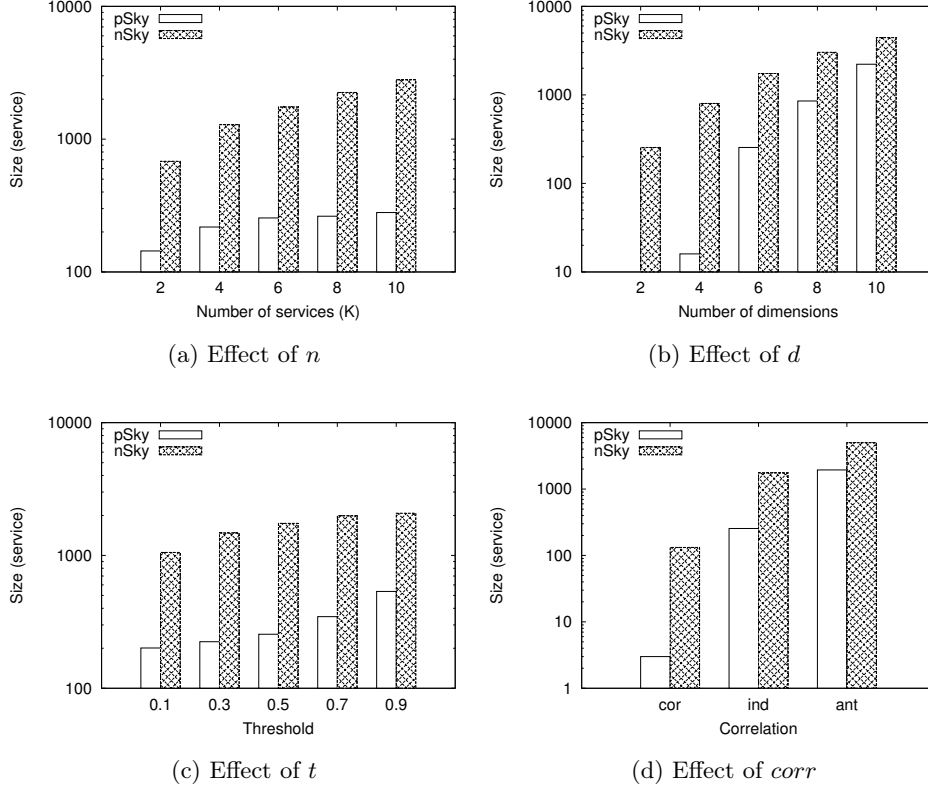 10000
1000
100
pSky
nSky
Size (service)
2 4 6 8 10
Number of services (K)
(a) Effect of n
10000
1000
100
10
pSky
nSky
Size (service)
2 4 6 8 10
Number of dimensions
(b) Effect of d
10000
1000
100
pSky
nSky
Size (service)
0.1 0.3 0.5 0.7 0.9
Threshold
(c) Effect of t
10000
1000
100
10
1
pSky
nSky
Size (service)
cor ind ant
Correlation
(d) Effect of corr